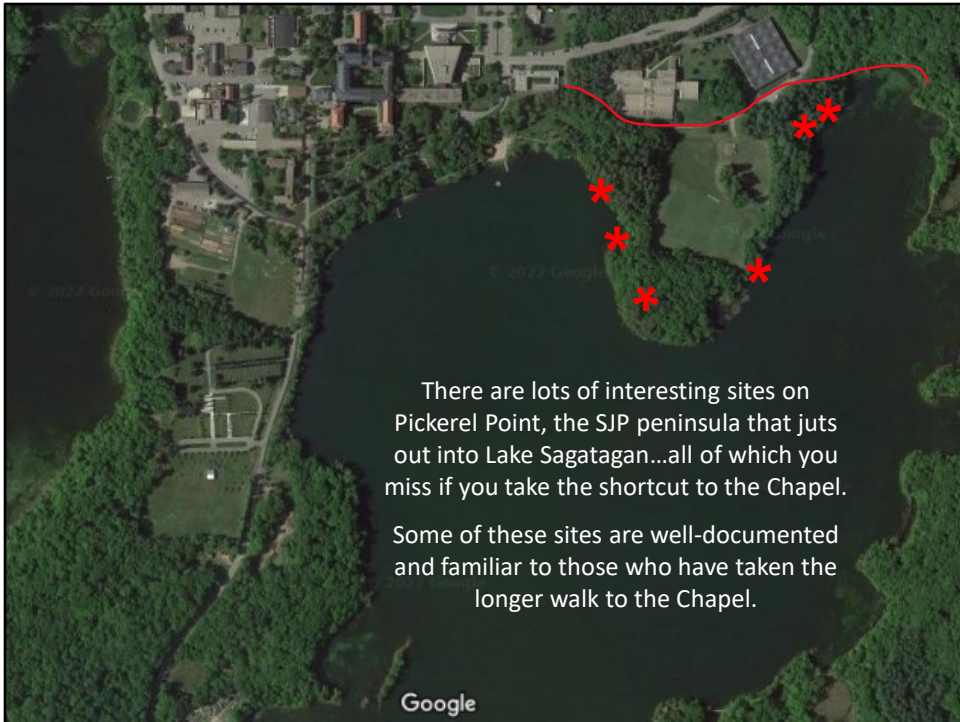 © 2022 Google
There are lots of interesting sites on
Pickerel Point, the SJP peninsula that juts
out into Lake Sagatagan...all of which you
miss if you take the shortcut to the Chapel.
Some of these sites are well-documented
and familiar to those who have taken the
longer walk to the Chapel.
Google